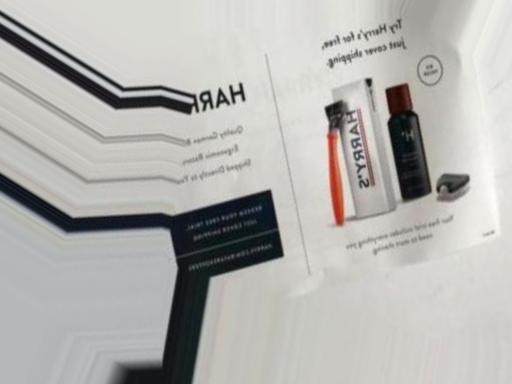 Try Harry's for free,
just cover shipping.
HARRY'S
H
Your free trial includes everything you
need to start shaving.
HARR
Quality German B
Ergonomic Razors
Shipped Directly to You
REDEEM YOUR FREE TRIAL
JUST COVER SHIPPING